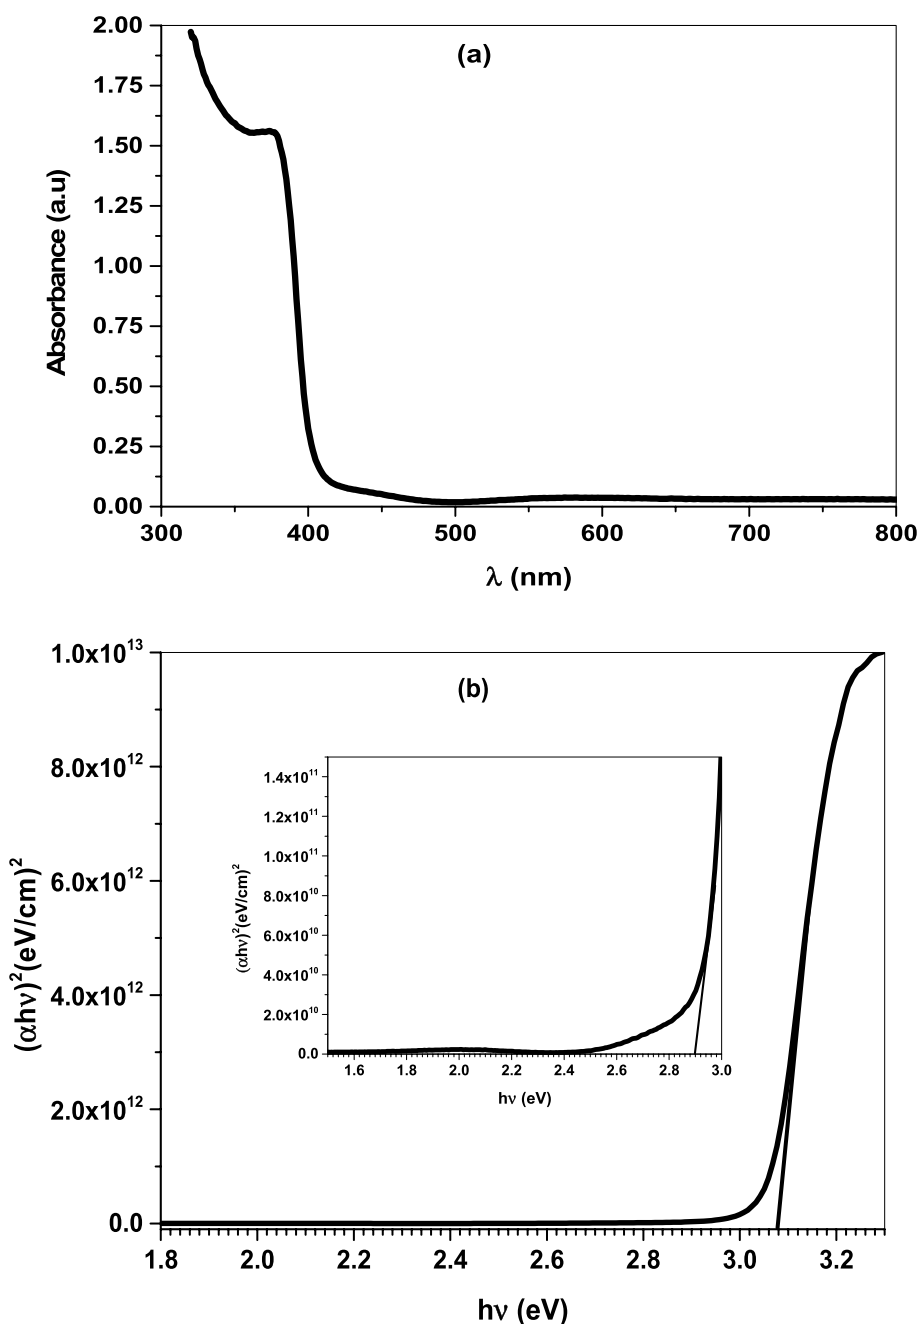 (a)
2.00
1.75
1.50
1.25
1.00
0.75
0.50
0.25
0.00
Absorbance (a.u)
300 400 500 600 700 800
λ (nm)
(b)
1.0x10¹³
8.0x10¹²
6.0x10¹²
4.0x10¹²
2.0x10¹²
0.0
(αhν)²(eV/cm)²
1.4x10¹¹
1.2x10¹¹
1.0x10¹¹
8.0x10¹⁰
6.0x10¹⁰
4.0x10¹⁰
2.0x10¹⁰
0.0
(αhν)²(eV/cm)²
1.6 1.8 2.0 2.2 2.4 2.6 2.8 3.0
hν (eV)
1.8 2.0 2.2 2.4 2.6 2.8 3.0 3.2
hν (eV)